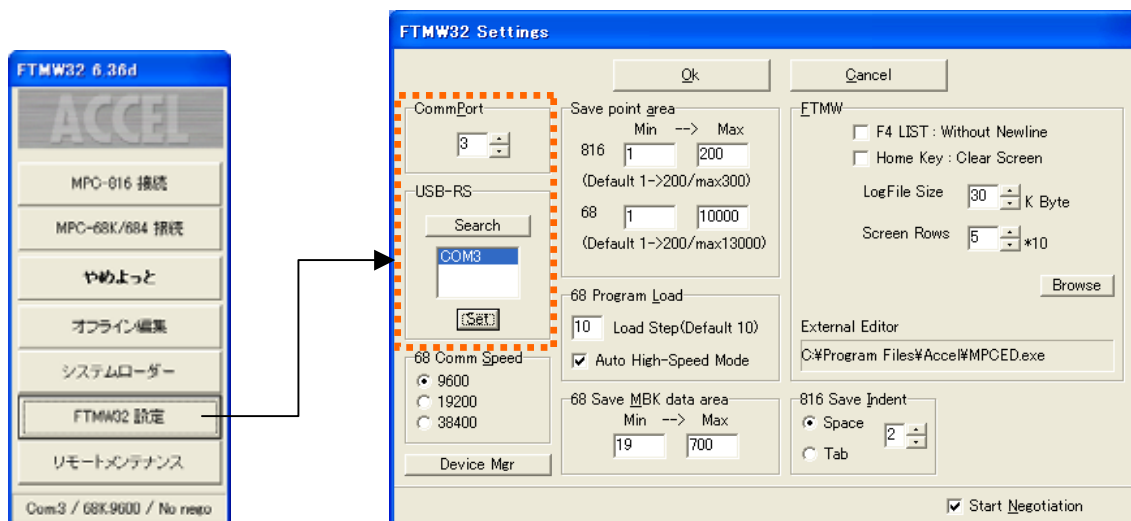 FTMW32 6.36d
ACCEL
MPC-816 接続
MPC-68K/684 接続
やめよっと
オフライン編集
システムローダー
FTMW32 設定
リモートメンテナンス
Com3 / 68K9600 / No nego
FTMW32 Settings
Ok
Cancel
CommPort
3
USB-RS
Search
COM3
Set
68 Comm Speed
9600
19200
38400
Device Mgr
Save point area
Min --> Max
816 1 200
(Default 1->200/max300)
68 1 10000
(Default 1->200/max13000)
68 Program Load
10 Load Step(Default 10)
Auto High-Speed Mode
68 Save MBK data area
Min --> Max
19 700
FTMW
F4 LIST : Without Newline
Home Key : Clear Screen
LogFile Size 30 K Byte
Screen Rows 5 *10
Browse
External Editor
C:¥Program Files¥Accel¥MPCED.exe
816 Save Indent
Space 2
Tab
Start Negotiation